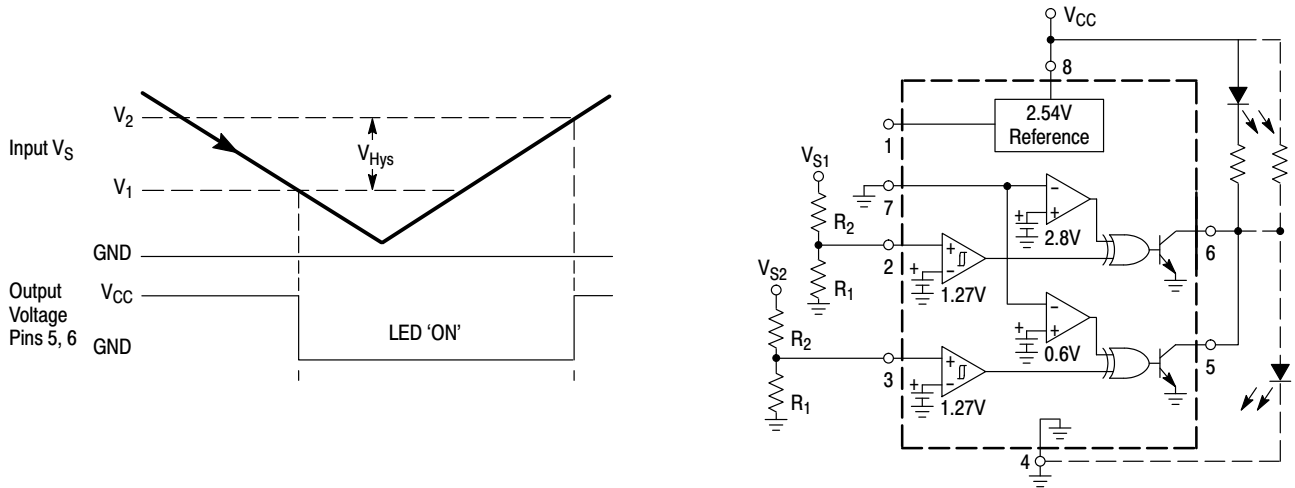 V2
Input VS
VHys
V1
GND
Output
Voltage
Pins 5, 6
VCC
GND
LED ‘ON’
VCC
8
2.54V
Reference
1
VS1
7
R2
2.8V
6
2
R1
1.27V
VS2
R2
0.6V
5
3
R1
1.27V
4
+
-
+
-
+
+
-
+
-
+
+
-
+
-
+